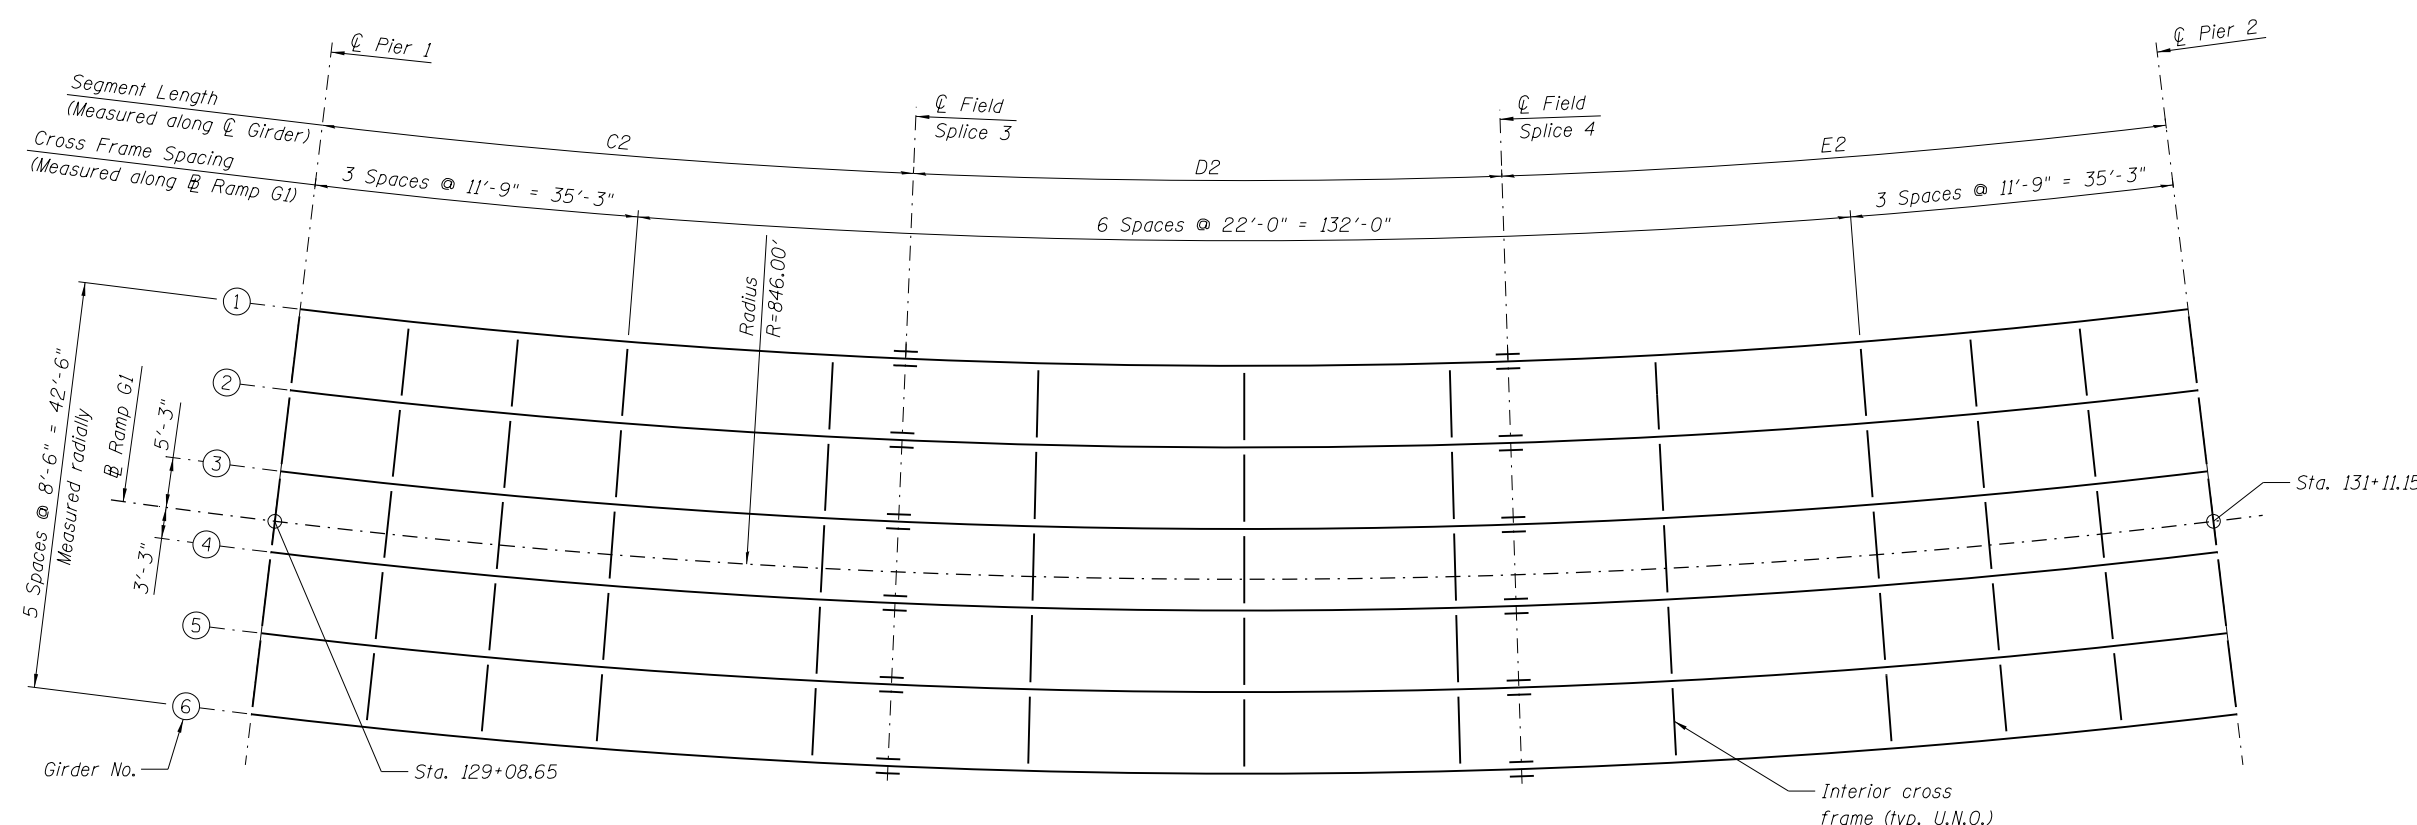 ℄ Pier 1
℄ Pier 2
Segment Length
(Measured along ℄ Girder)
Cross Frame Spacing
(Measured along ⅊ Ramp G1)
℄ Field
Splice 3
℄ Field
Splice 4
C2
D2
E2
3 Spaces @ 11'-9" = 35'-3"
6 Spaces @ 22'-0" = 132'-0"
3 Spaces @ 11'-9" = 35'-3"
Radius
R=846.00'
1
2
3
4
5
6
5 Spaces @ 8'-6" = 42'-6"
Measured radially
Ramp G1
5'-3"
3'-3"
Girder No.
Sta. 129+08.65
Sta. 131+11.15
Interior cross
frame (typ. U.N.O.)